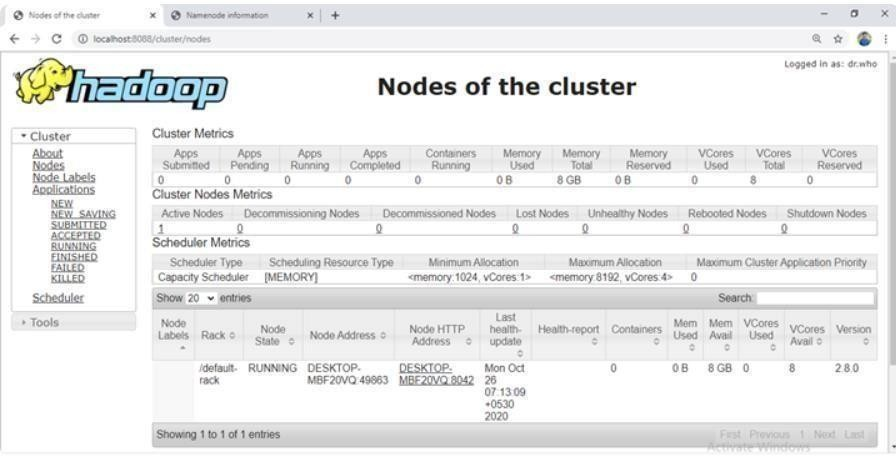 Nodes of the cluster
Namenode information
localhost:8088/cluster/nodes
Logged in as: dr.who
hadoop
Nodes of the cluster
Cluster
About
Nodes
Node Labels
Applications
NEW
NEW_SAVING
SUBMITTED
ACCEPTED
RUNNING
FINISHED
FAILED
KILLED
Scheduler
Tools
Cluster Metrics
Apps Submitted Apps Pending Apps Running Apps Completed Containers Running Memory Used Memory Total Memory Reserved VCores Used VCores Total VCores Reserved
0 0 0 0 0 0 B 8 GB 0 B 0 8 0
Cluster Nodes Metrics
Active Nodes Decommissioning Nodes Decommissioned Nodes Lost Nodes Unhealthy Nodes Rebooted Nodes Shutdown Nodes
1 0 0 0 0 0 0
Scheduler Metrics
Scheduler Type Scheduling Resource Type Minimum Allocation Maximum Allocation Maximum Cluster Application Priority
Capacity Scheduler [MEMORY] <memory:1024, vCores:1> <memory:8192, vCores:4> 0
Show 20 entries Search:
Node Labels Rack Node State Node Address Node HTTP Address Last health-update Health-report Containers Mem Used Mem Avail VCores Used VCores Avail Version
/default-rack RUNNING DESKTOP-MBF20VQ:49863 DESKTOP-MBF20VQ:8042 Mon Oct 26 07:13:09 +0530 2020 0 0 B 8 GB 0 8 2.8.0
Showing 1 to 1 of 1 entries First Previous 1 Next Last
Activate Windows